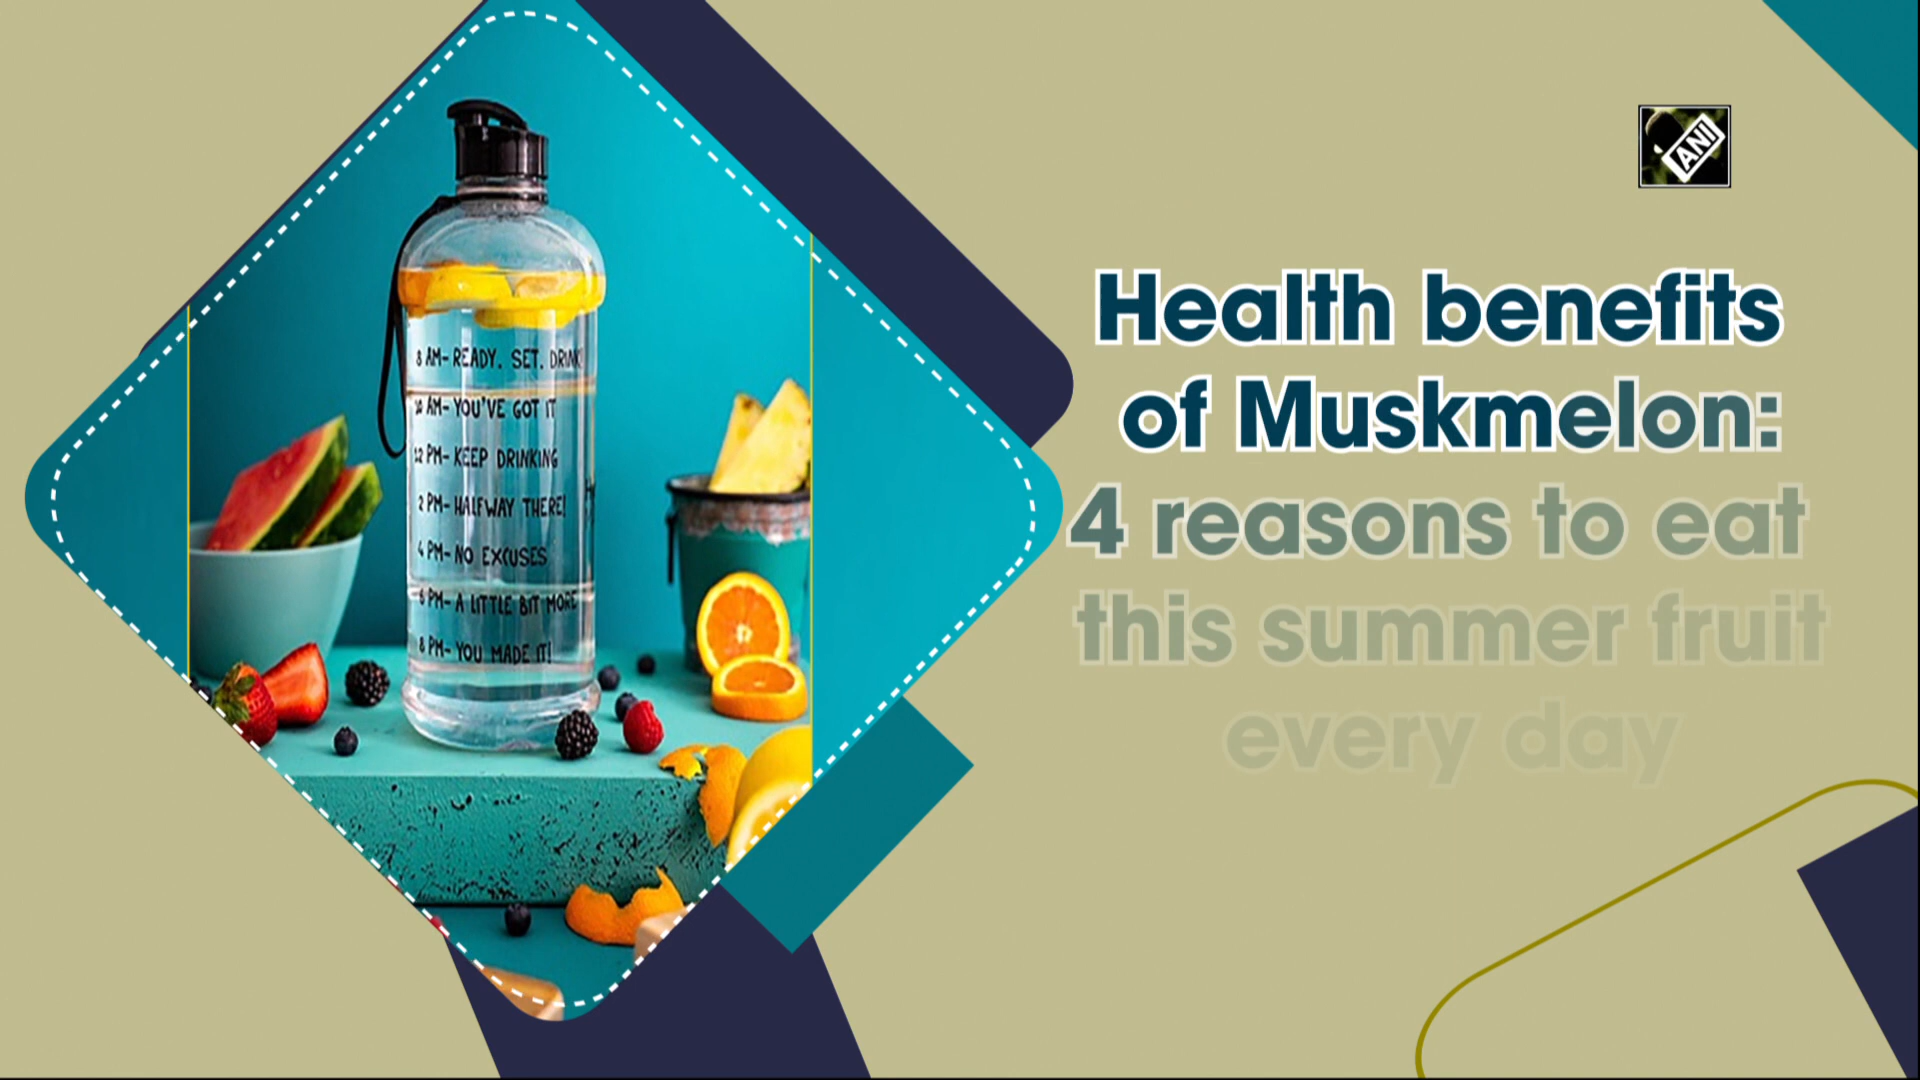 ANI
Health benefits
of Muskmelon:
4 reasons to eat
this summer fruit
every day
8 AM- READY. SET. DRINK!
10 AM- YOU'VE GOT IT
12 PM- KEEP DRINKING
2 PM- HALFWAY THERE!
4 PM- NO EXCUSES
6 PM- A LITTLE BIT MORE
8 PM- YOU MADE IT!